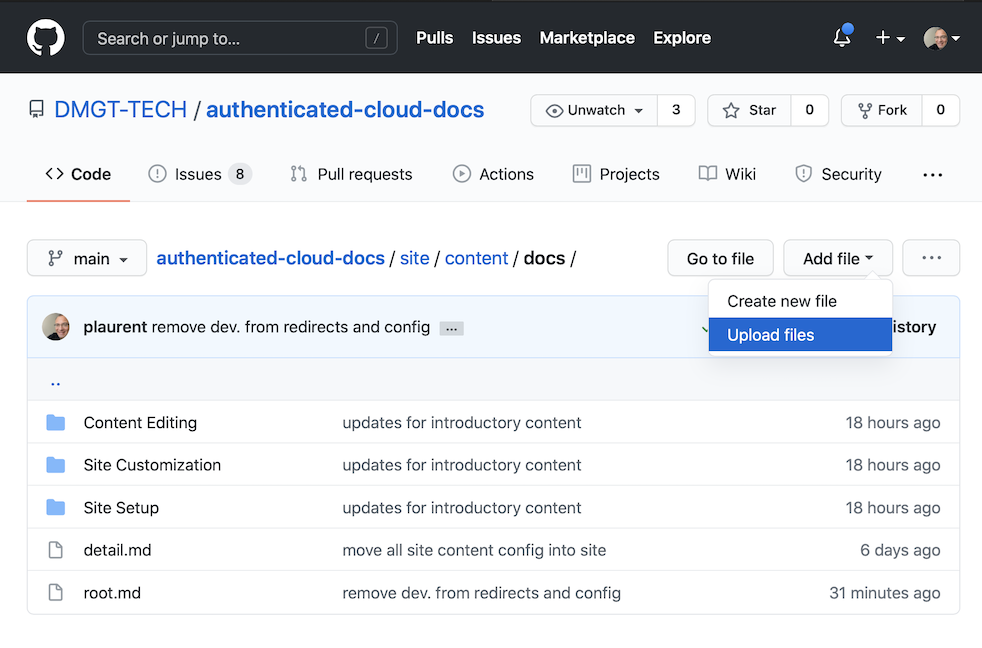 Search or jump to... / Pulls Issues Marketplace Explore
DMGT-TECH / authenticated-cloud-docs Unwatch 3 Star 0 Fork 0
Code Issues 8 Pull requests Actions Projects Wiki Security ...
main authenticated-cloud-docs / site / content / docs / Go to file Add file ...
Create new file
plaurent remove dev. from redirects and config ... istory
Upload files
..
Content Editing updates for introductory content 18 hours ago
Site Customization updates for introductory content 18 hours ago
Site Setup updates for introductory content 18 hours ago
detail.md move all site content config into site 6 days ago
root.md remove dev. from redirects and config 31 minutes ago